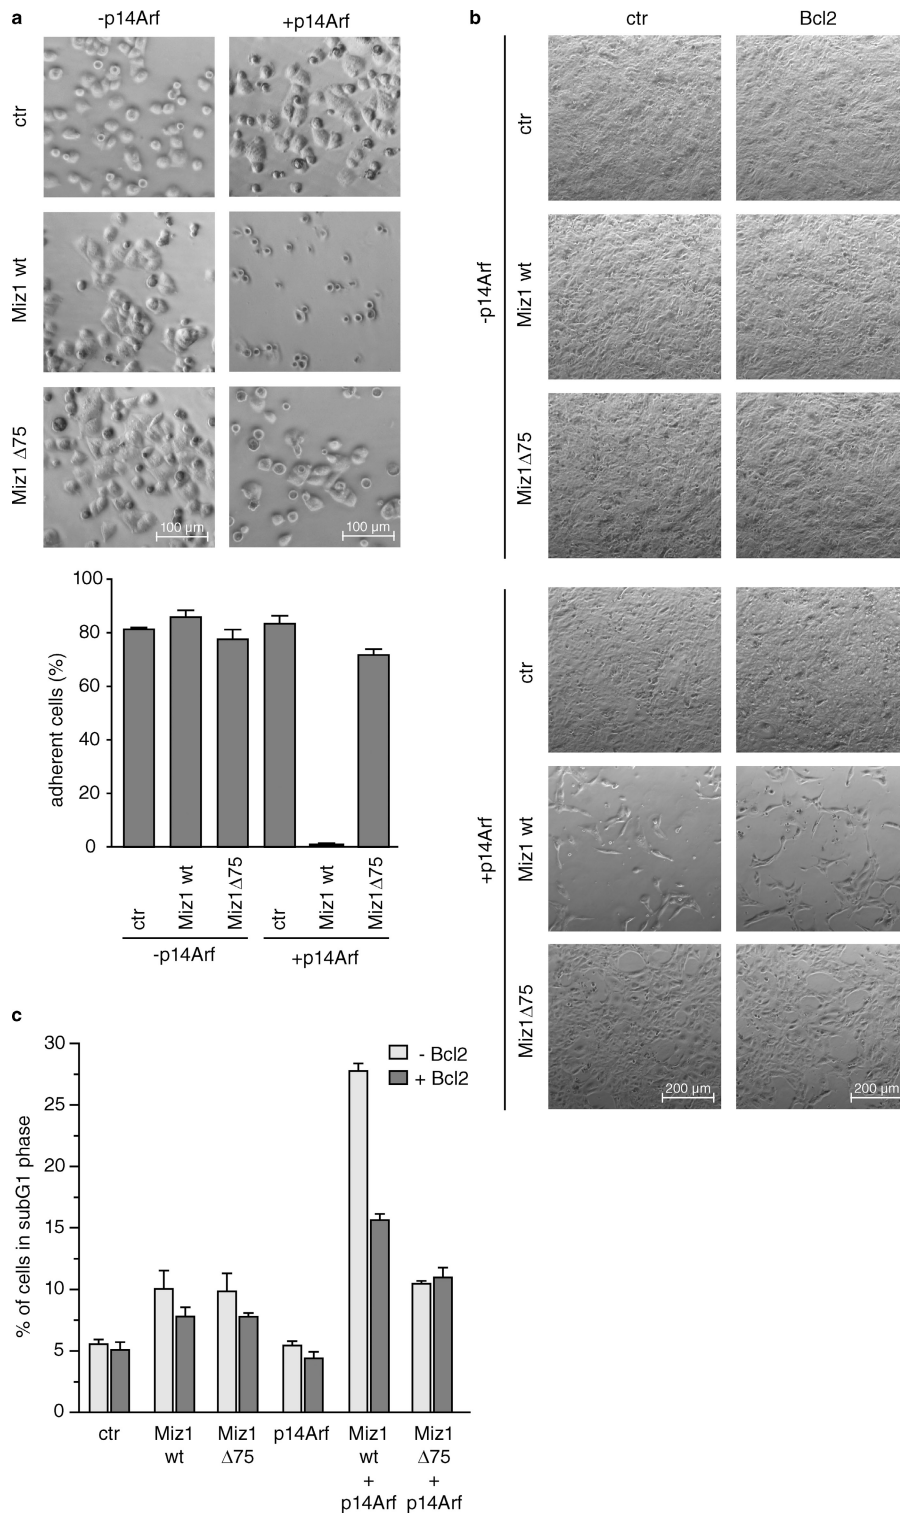 a
-p14Arf +p14Arf
ctr
Miz1 wt
Miz1 Δ75
100 µm 100 µm
adherent cells (%)
100
80
60
40
20
0
ctr Miz1 wt Miz1Δ75 ctr Miz1 wt Miz1Δ75
-p14Arf +p14Arf
b
ctr Bcl2
-p14Arf
ctr
Miz1 wt
Miz1Δ75
+p14Arf
ctr
Miz1 wt
Miz1Δ75
200 µm 200 µm
c
% of cells in subG1 phase
30
25
20
15
10
5
0
- Bcl2
+ Bcl2
ctr Miz1 Miz1 p14Arf Miz1 Miz1
wt Δ75 wt Δ75
+ +
p14Arf p14Arf